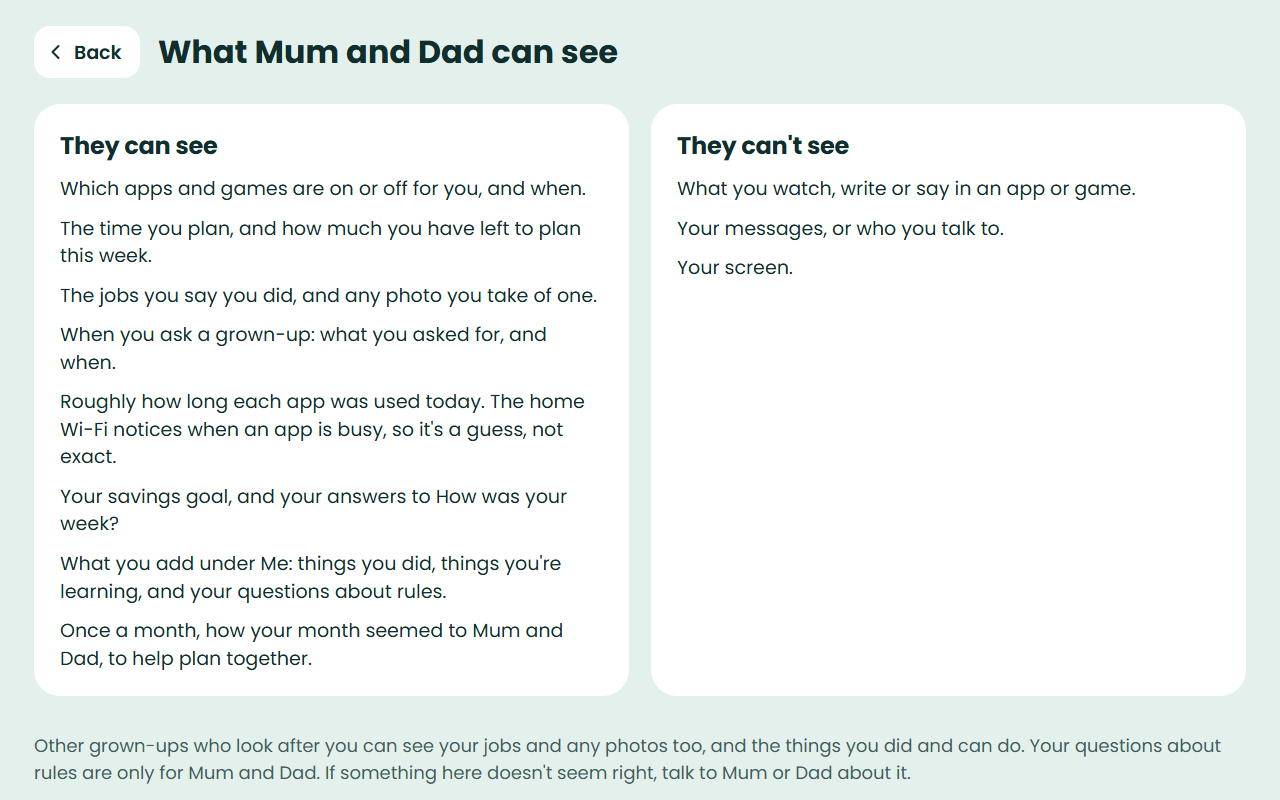 Back
What Mum and Dad can see
They can see
Which apps and games are on or off for you, and when.
The time you plan, and how much you have left to plan
this week.
The jobs you say you did, and any photo you take of one.
When you ask a grown-up: what you asked for, and
when.
Roughly how long each app was used today. The home
Wi-Fi notices when an app is busy, so it's a guess, not
exact.
Your savings goal, and your answers to How was your
week?
What you add under Me: things you did, things you're
learning, and your questions about rules.
Once a month, how your month seemed to Mum and
Dad, to help plan together.
They can't see
What you watch, write or say in an app or game.
Your messages, or who you talk to.
Your screen.
Other grown-ups who look after you can see your jobs and any photos too, and the things you did and can do. Your questions about
rules are only for Mum and Dad. If something here doesn't seem right, talk to Mum or Dad about it.